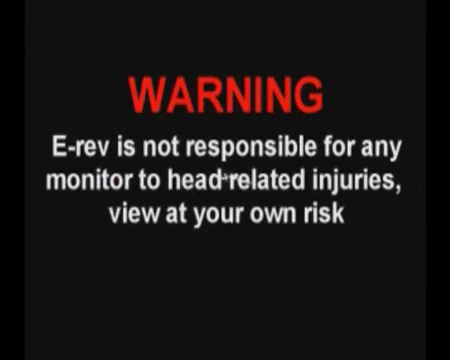 WARNING
E-rev is not responsible for any
monitor to head related injuries,
view at your own risk